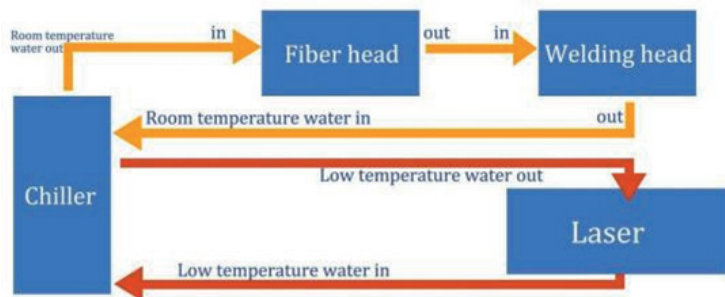 Room temperature
water out
in
Fiber head
out
in
Welding head
Room temperature water in
out
Low temperature water out
Chiller
Laser
Low temperature water in